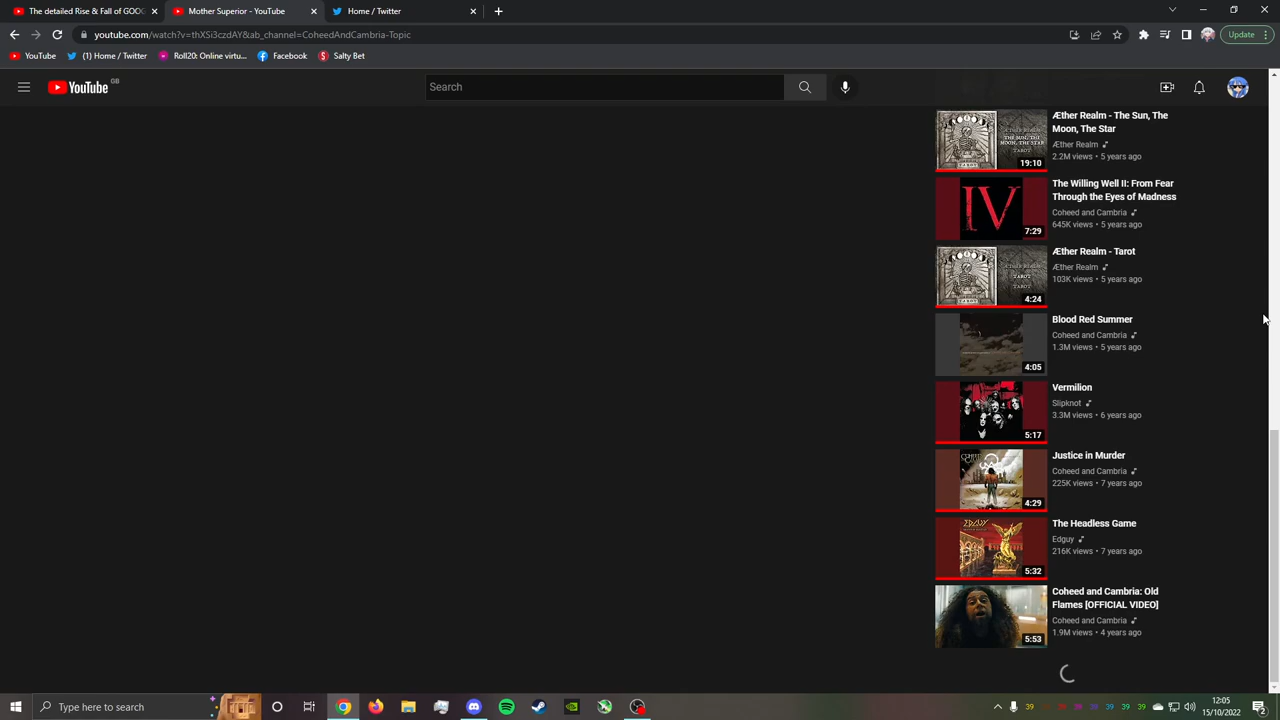 The detailed Rise & Fall of GOO
Mother Superior - YouTube
Home / Twitter
youtube.com/watch?v=thXSi3czdAY&ab_channel=CoheedAndCambria-Topic
Update
YouTube
(1) Home / Twitter
Roll20: Online virtu...
Facebook
Salty Bet
YouTube
GB
Search
Æther Realm - The Sun, The
Moon, The Star
Æther Realm
2.2M views • 5 years ago
19:10
The Willing Well II: From Fear
Through the Eyes of Madness
Coheed and Cambria
645K views • 5 years ago
IV
7:29
Æther Realm - Tarot
Æther Realm
103K views • 5 years ago
4:24
Blood Red Summer
Coheed and Cambria
1.3M views • 5 years ago
4:05
Vermilion
Slipknot
3.3M views • 6 years ago
5:17
Justice in Murder
Coheed and Cambria
225K views • 7 years ago
4:29
The Headless Game
Edguy
216K views • 7 years ago
EDGUY
5:32
Coheed and Cambria: Old
Flames [OFFICIAL VIDEO]
Coheed and Cambria
1.9M views • 4 years ago
5:53
Type here to search
39 39 39 39 39 39
12:05
15/10/2022